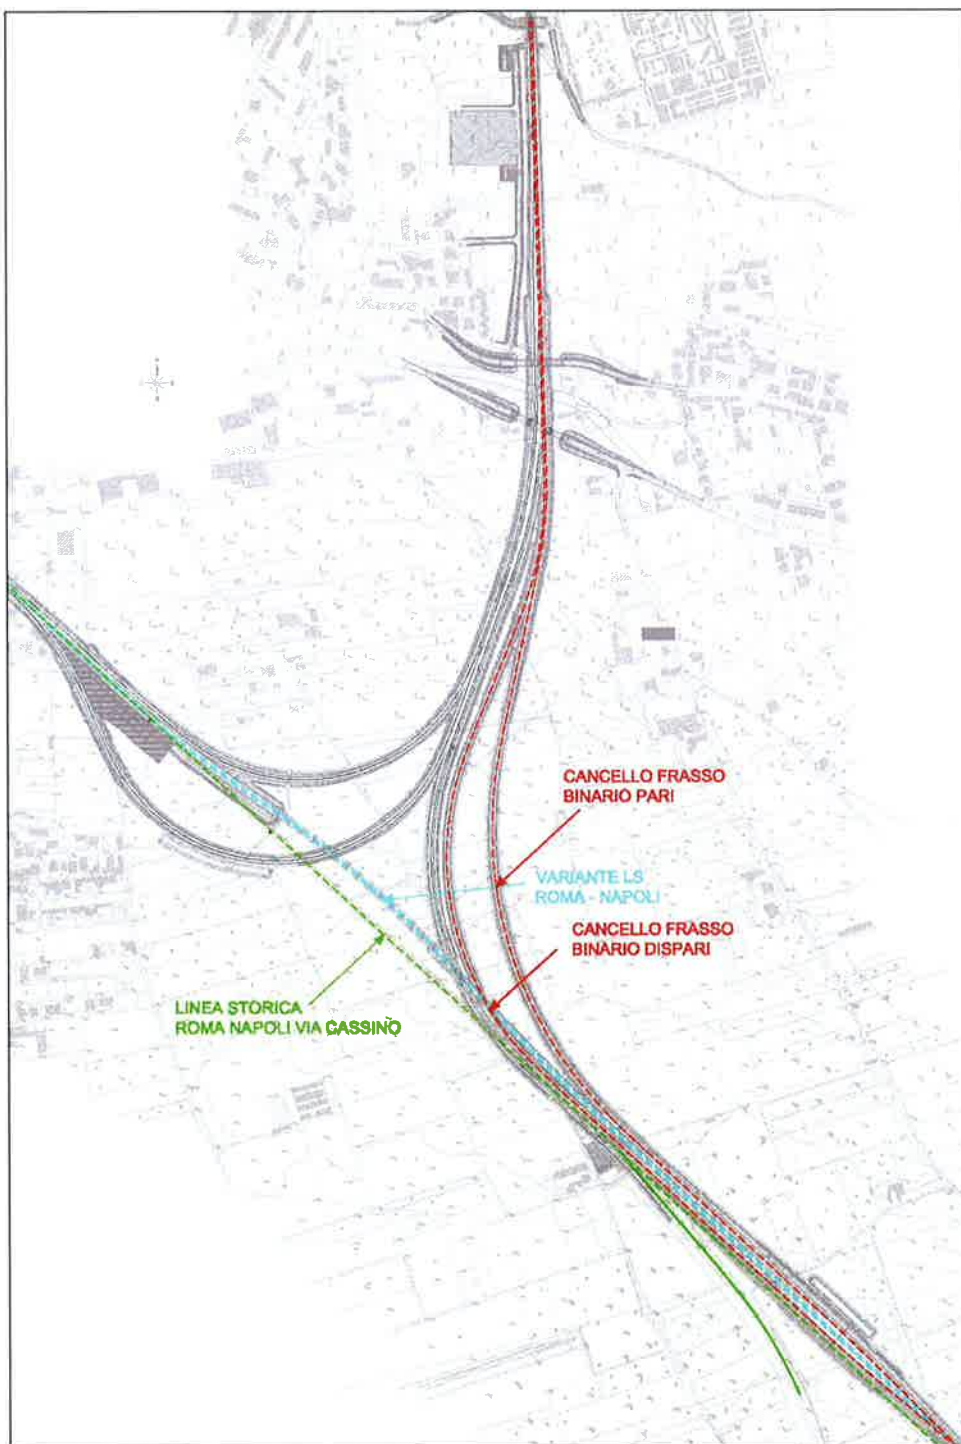 CANCELLO FRASSO
BINARIO PARI
VARIANTE LS
ROMA - NAPOLI
CANCELLO FRASSO
BINARIO DISPARI
LINEA STORICA
ROMA NAPOLI VIA CASSINO